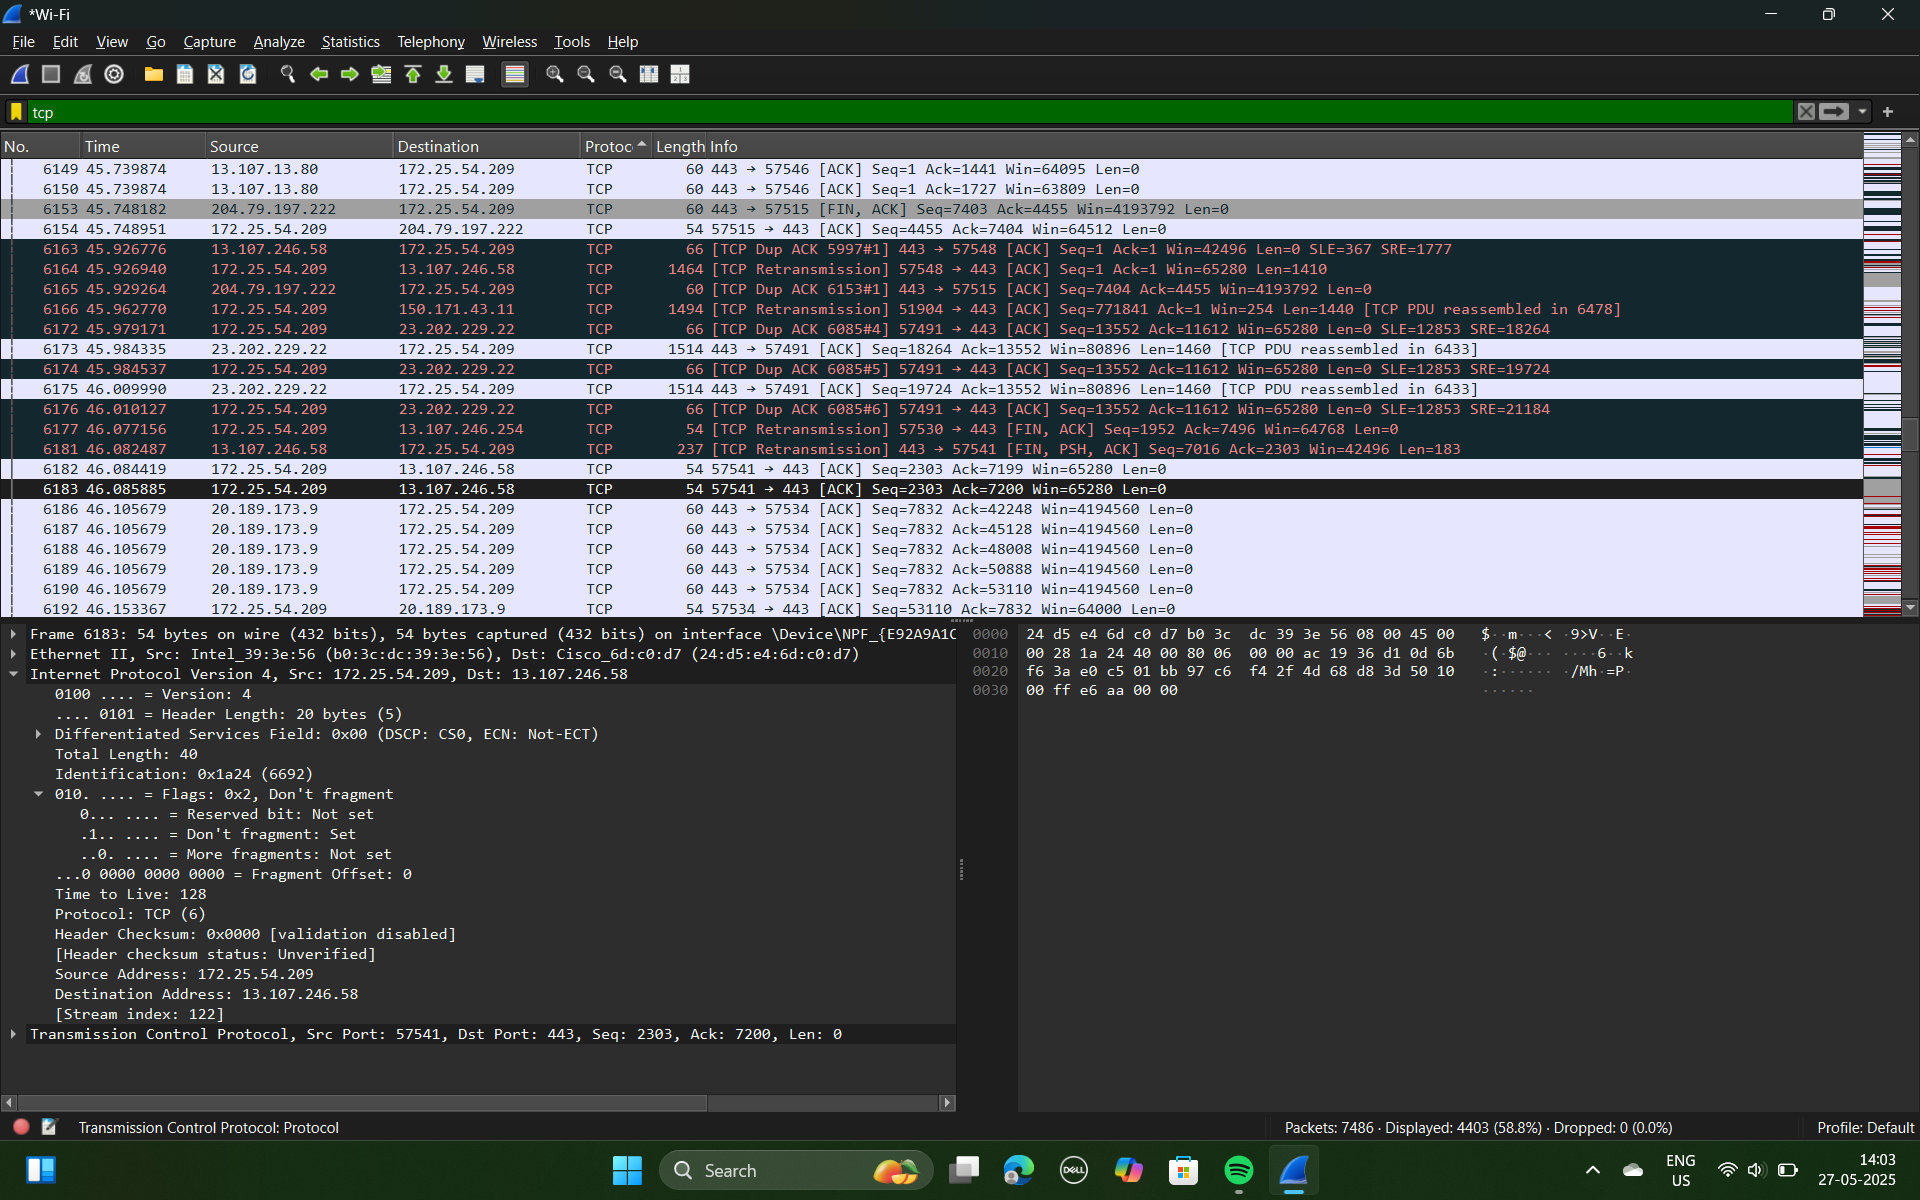 *Wi-Fi
File Edit View Go Capture Analyze Statistics Telephony Wireless Tools Help
tcp
No. Time Source Destination Protoc Length Info
6149 45.739874 13.107.13.80 172.25.54.209 TCP 60 443 → 57546 [ACK] Seq=1 Ack=1441 Win=64095 Len=0
6150 45.739874 13.107.13.80 172.25.54.209 TCP 60 443 → 57546 [ACK] Seq=1 Ack=1727 Win=63809 Len=0
6153 45.748182 204.79.197.222 172.25.54.209 TCP 60 443 → 57515 [FIN, ACK] Seq=7403 Ack=4455 Win=4193792 Len=0
6154 45.748951 172.25.54.209 204.79.197.222 TCP 54 57515 → 443 [ACK] Seq=4455 Ack=7404 Win=64512 Len=0
6163 45.926776 13.107.246.58 172.25.54.209 TCP 66 [TCP Dup ACK 5997#1] 443 → 57548 [ACK] Seq=1 Ack=1 Win=42496 Len=0 SLE=367 SRE=1777
6164 45.926940 172.25.54.209 13.107.246.58 TCP 1464 [TCP Retransmission] 57548 → 443 [ACK] Seq=1 Ack=1 Win=65280 Len=1410
6165 45.929264 204.79.197.222 172.25.54.209 TCP 60 [TCP Dup ACK 6153#1] 443 → 57515 [ACK] Seq=7404 Ack=4455 Win=4193792 Len=0
6166 45.962770 172.25.54.209 150.171.43.11 TCP 1494 [TCP Retransmission] 51904 → 443 [ACK] Seq=771841 Ack=1 Win=254 Len=1440 [TCP PDU reassembled in 6478]
6172 45.979171 172.25.54.209 23.202.229.22 TCP 66 [TCP Dup ACK 6085#4] 57491 → 443 [ACK] Seq=13552 Ack=11612 Win=65280 Len=0 SLE=12853 SRE=18264
6173 45.984335 23.202.229.22 172.25.54.209 TCP 1514 443 → 57491 [ACK] Seq=18264 Ack=13552 Win=80896 Len=1460 [TCP PDU reassembled in 6433]
6174 45.984537 172.25.54.209 23.202.229.22 TCP 66 [TCP Dup ACK 6085#5] 57491 → 443 [ACK] Seq=13552 Ack=11612 Win=65280 Len=0 SLE=12853 SRE=19724
6175 46.009990 23.202.229.22 172.25.54.209 TCP 1514 443 → 57491 [ACK] Seq=19724 Ack=13552 Win=80896 Len=1460 [TCP PDU reassembled in 6433]
6176 46.010127 172.25.54.209 23.202.229.22 TCP 66 [TCP Dup ACK 6085#6] 57491 → 443 [ACK] Seq=13552 Ack=11612 Win=65280 Len=0 SLE=12853 SRE=21184
6177 46.077156 172.25.54.209 13.107.246.254 TCP 54 [TCP Retransmission] 57530 → 443 [FIN, ACK] Seq=1952 Ack=7496 Win=64768 Len=0
6181 46.082487 13.107.246.58 172.25.54.209 TCP 237 [TCP Retransmission] 443 → 57541 [FIN, PSH, ACK] Seq=7016 Ack=2303 Win=42496 Len=183
6182 46.084419 172.25.54.209 13.107.246.58 TCP 54 57541 → 443 [ACK] Seq=2303 Ack=7199 Win=65280 Len=0
6183 46.085885 172.25.54.209 13.107.246.58 TCP 54 57541 → 443 [ACK] Seq=2303 Ack=7200 Win=65280 Len=0
6186 46.105679 20.189.173.9 172.25.54.209 TCP 60 443 → 57534 [ACK] Seq=7832 Ack=42248 Win=4194560 Len=0
6187 46.105679 20.189.173.9 172.25.54.209 TCP 60 443 → 57534 [ACK] Seq=7832 Ack=45128 Win=4194560 Len=0
6188 46.105679 20.189.173.9 172.25.54.209 TCP 60 443 → 57534 [ACK] Seq=7832 Ack=48008 Win=4194560 Len=0
6189 46.105679 20.189.173.9 172.25.54.209 TCP 60 443 → 57534 [ACK] Seq=7832 Ack=50888 Win=4194560 Len=0
6190 46.105679 20.189.173.9 172.25.54.209 TCP 60 443 → 57534 [ACK] Seq=7832 Ack=53110 Win=4194560 Len=0
6192 46.153367 172.25.54.209 20.189.173.9 TCP 54 57534 → 443 [ACK] Seq=53110 Ack=7832 Win=64000 Len=0
Frame 6183: 54 bytes on wire (432 bits), 54 bytes captured (432 bits) on interface \Device\NPF_{E92A9A1C
Ethernet II, Src: Intel_39:3e:56 (b0:3c:dc:39:3e:56), Dst: Cisco_6d:c0:d7 (24:d5:e4:6d:c0:d7)
Internet Protocol Version 4, Src: 172.25.54.209, Dst: 13.107.246.58
0100 .... = Version: 4
.... 0101 = Header Length: 20 bytes (5)
Differentiated Services Field: 0x00 (DSCP: CS0, ECN: Not-ECT)
Total Length: 40
Identification: 0x1a24 (6692)
010. .... = Flags: 0x2, Don't fragment
0... .... = Reserved bit: Not set
.1.. .... = Don't fragment: Set
..0. .... = More fragments: Not set
...0 0000 0000 0000 = Fragment Offset: 0
Time to Live: 128
Protocol: TCP (6)
Header Checksum: 0x0000 [validation disabled]
[Header checksum status: Unverified]
Source Address: 172.25.54.209
Destination Address: 13.107.246.58
[Stream index: 122]
Transmission Control Protocol, Src Port: 57541, Dst Port: 443, Seq: 2303, Ack: 7200, Len: 0
0000 24 d5 e4 6d c0 d7 b0 3c dc 39 3e 56 08 00 45 00 $··m···< ·9>V··E·
0010 00 28 1a 24 40 00 80 06 00 00 ac 19 36 d1 0d 6b ·(·$@··· ····6··k
0020 f6 3a e0 c5 01 bb 97 c6 f4 2f 4d 68 d8 3d 50 10 ·:······ ·/Mh·=P·
0030 00 ff e6 aa 00 00 ······
Transmission Control Protocol: Protocol
Packets: 7486 · Displayed: 4403 (58.8%) · Dropped: 0 (0.0%)
Profile: Default
Search
DELL
ENG
US
14:03
27-05-2025